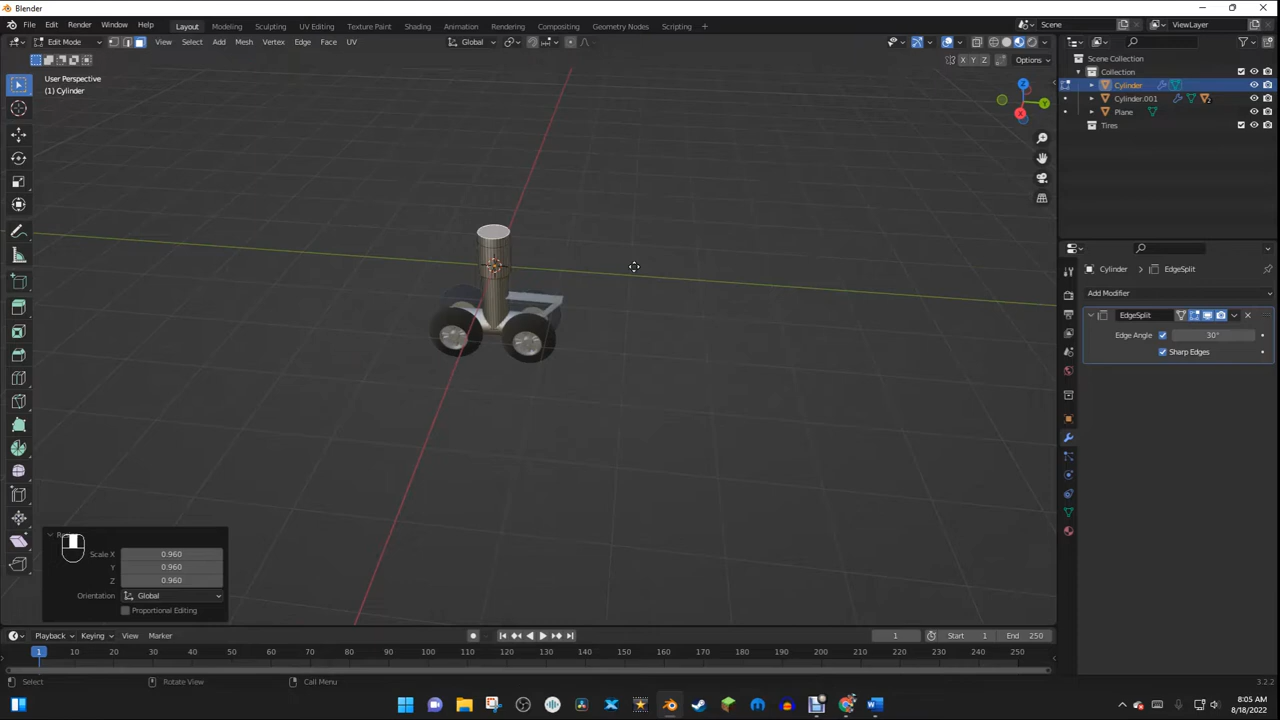 Blender
File Edit Render Window Help Layout Modeling Sculpting UV Editing Texture Paint Shading Animation Rendering Compositing Geometry Nodes Scripting + Scene ViewLayer
Edit Mode View Select Add Mesh Vertex Edge Face UV Global
X Y Z Options
User Perspective
(1) Cylinder
Scene Collection
Collection
Cylinder
Cylinder.001
Plane
Tires
Z
Y
X
Cylinder EdgeSplit
Add Modifier
EdgeSplit
Edge Angle 30°
Sharp Edges
Scale X 0.960
Y 0.960
Z 0.960
Orientation Global
Proportional Editing
Playback Keying View Marker 1 Start 1 End 250
1 10 20 30 40 50 60 70 80 90 100 110 120 130 140 150 160 170 180 190 200 210 220 230 240 250
Select Rotate View Call Menu 3.2.2
8:05 AM
8/18/2022